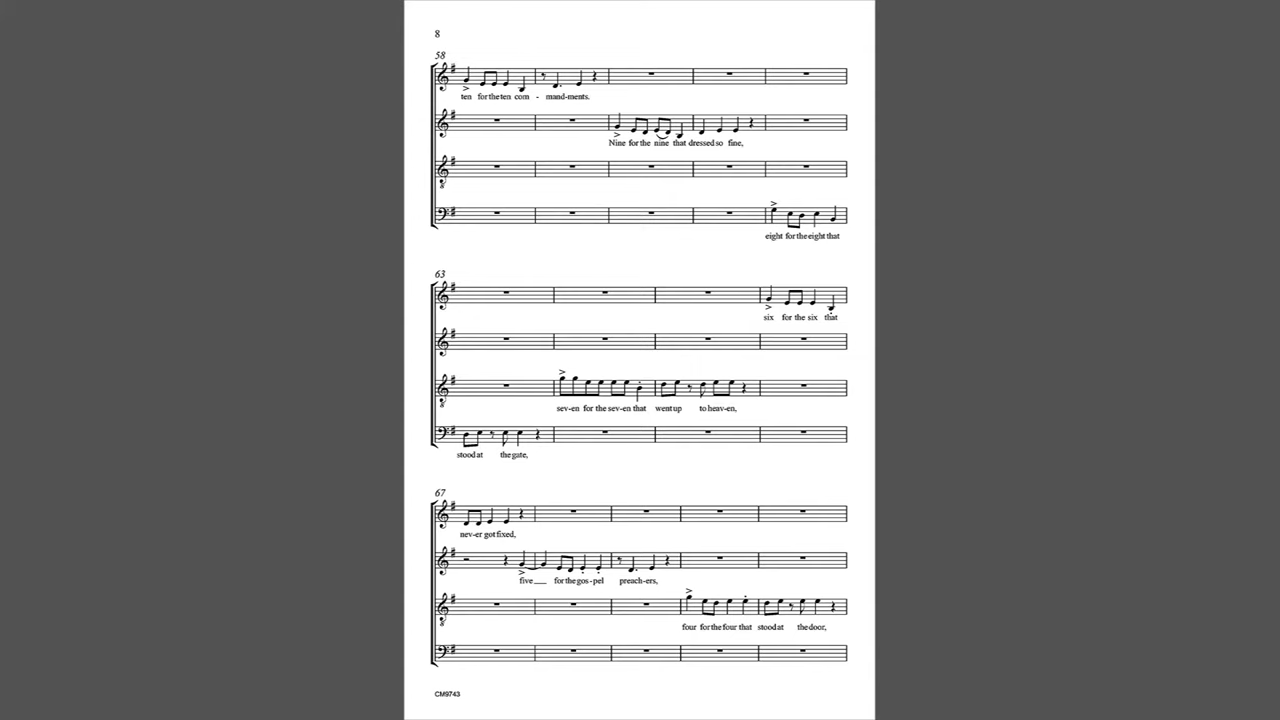 8
58
ten for the ten com - mand-ments.
Nine for the nine that dressed so fine,
eight for the eight that
63
six for the six that
sev-en for the sev-en that went up to heav-en,
stood at the gate,
67
nev-er got fixed,
five___ for the gos-pel preach-ers,
four for the four that stood at the door,
CM9743